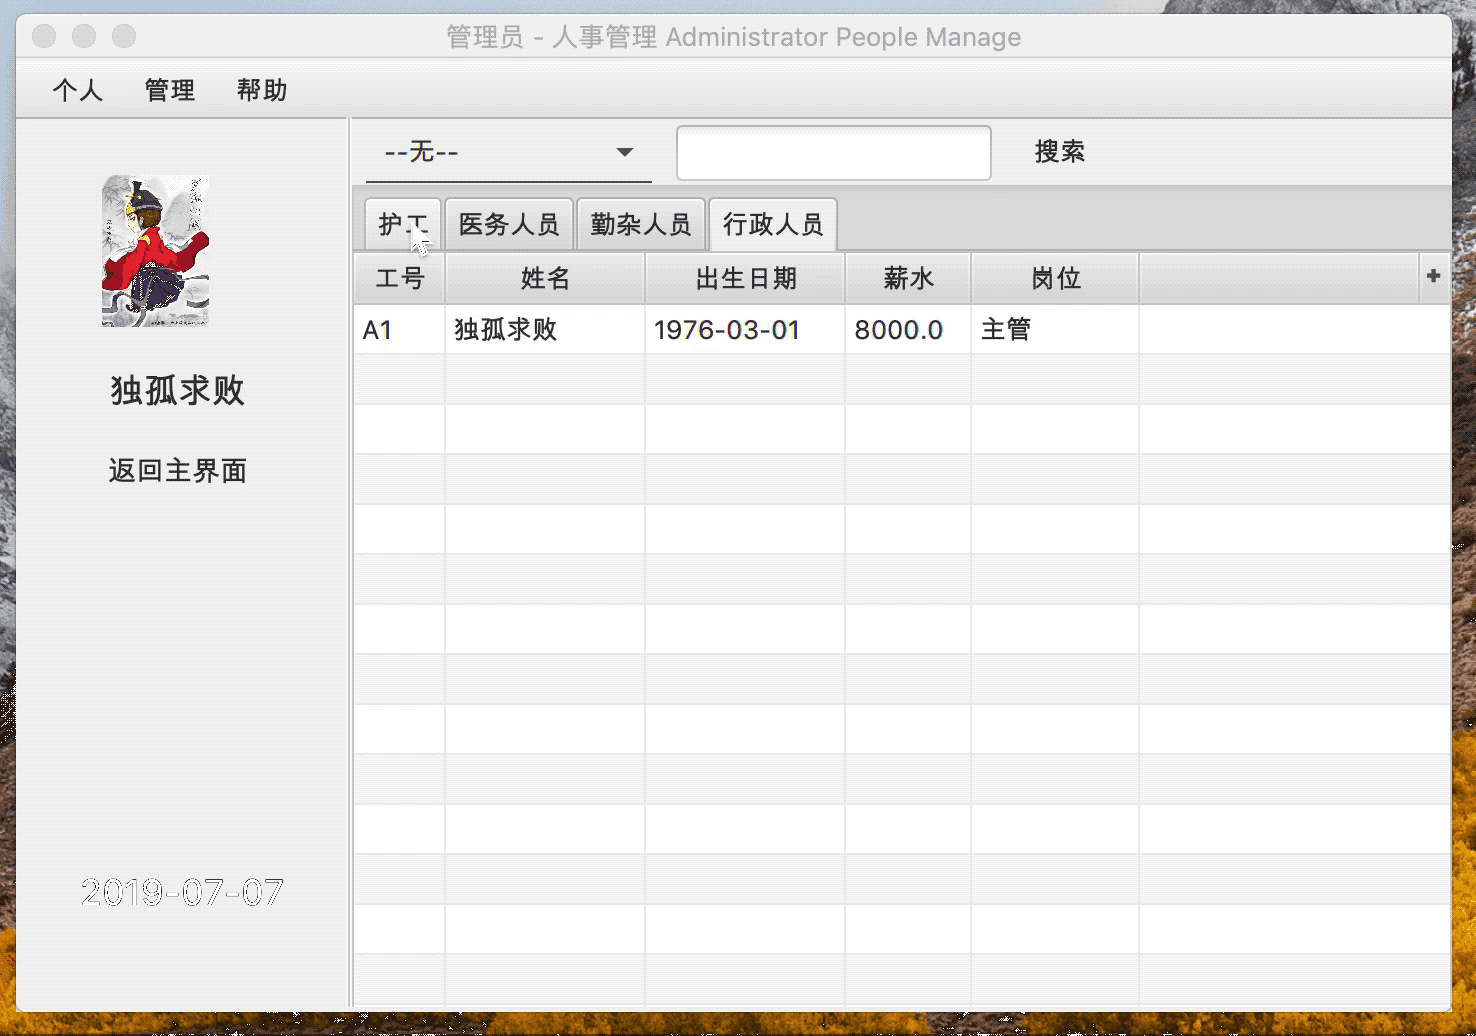 管理员 - 人事管理 Administrator People Manage
个人 管理 帮助
--无-- 搜索
护工 医务人员 勤杂人员 行政人员
工号 姓名 出生日期 薪水 岗位 +
A1 独孤求败 1976-03-01 8000.0 主管
独孤求败
返回主界面
2019-07-07